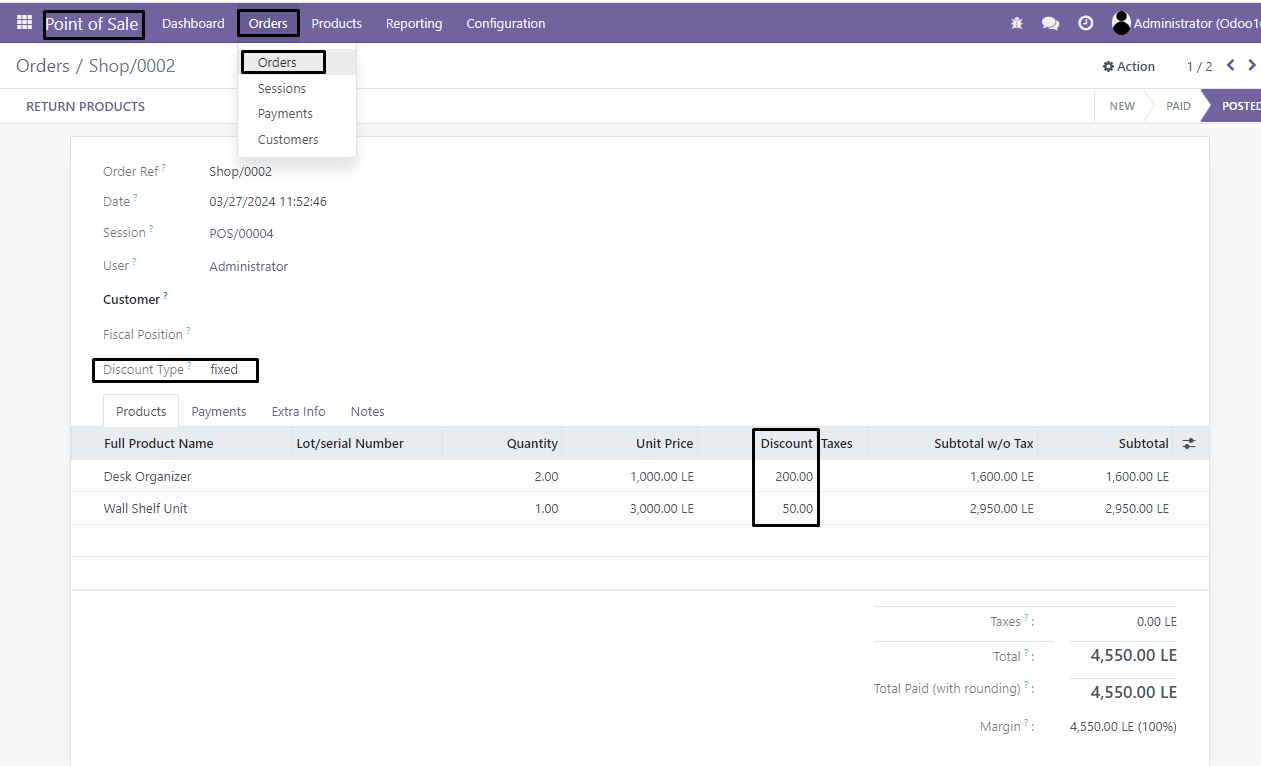 Point of Sale Dashboard Orders Products Reporting Configuration Administrator (Odoo1
Orders
Sessions
Payments
Customers
Orders / Shop/0002 Action 1 / 2
RETURN PRODUCTS NEW PAID POSTED
Order Ref ? Shop/0002
Date ? 03/27/2024 11:52:46
Session ? POS/00004
User ? Administrator
Customer ?
Fiscal Position ?
Discount Type ? fixed
Products Payments Extra Info Notes
Full Product Name Lot/serial Number Quantity Unit Price Discount Taxes Subtotal w/o Tax Subtotal
Desk Organizer 2.00 1,000.00 LE 200.00 1,600.00 LE 1,600.00 LE
Wall Shelf Unit 1.00 3,000.00 LE 50.00 2,950.00 LE 2,950.00 LE
Taxes ? : 0.00 LE
Total ? : 4,550.00 LE
Total Paid (with rounding) ? : 4,550.00 LE
Margin ? : 4,550.00 LE (100%)